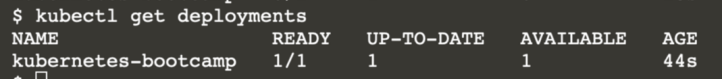 $ kubectl get deployments
NAME READY UP-TO-DATE AVAILABLE AGE
kubernetes-bootcamp 1/1 1 1 44s
$